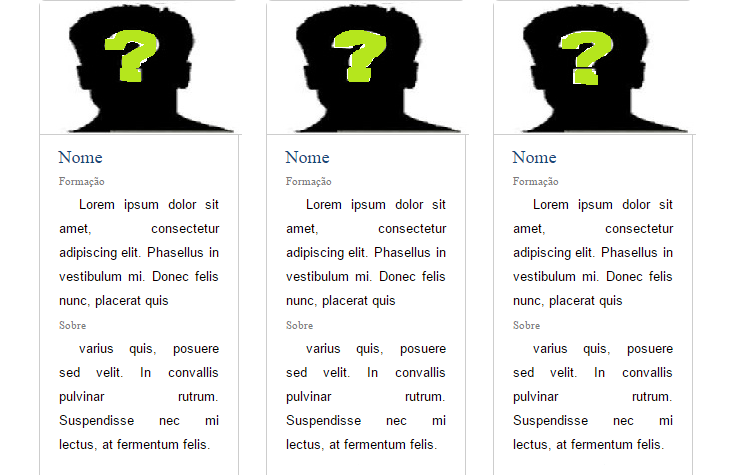 ?
Nome
Formação
Lorem ipsum dolor sit
amet, consectetur
adipiscing elit. Phasellus in
vestibulum mi. Donec felis
nunc, placerat quis
Sobre
varius quis, posuere
sed velit. In convallis
pulvinar rutrum.
Suspendisse nec mi
lectus, at fermentum felis.
?
Nome
Formação
Lorem ipsum dolor sit
amet, consectetur
adipiscing elit. Phasellus in
vestibulum mi. Donec felis
nunc, placerat quis
Sobre
varius quis, posuere
sed velit. In convallis
pulvinar rutrum.
Suspendisse nec mi
lectus, at fermentum felis.
?
Nome
Formação
Lorem ipsum dolor sit
amet, consectetur
adipiscing elit. Phasellus in
vestibulum mi. Donec felis
nunc, placerat quis
Sobre
varius quis, posuere
sed velit. In convallis
pulvinar rutrum.
Suspendisse nec mi
lectus, at fermentum felis.